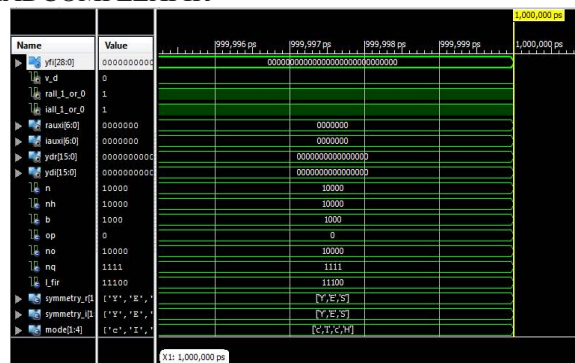 1,000,000 ps
Name Value 999,996 ps 999,997 ps 999,998 ps 999,999 ps 1,000,000 ps
yfi[28:0] 0000000000 00000000000000000000000000000
v_d 0
rall_1_or_0 1
iall_1_or_0 1
rauxi[6:0] 0000000 0000000
iauxi[6:0] 0000000 0000000
ydr[15:0] 0000000000 0000000000000000
ydi[15:0] 0000000000 0000000000000000
n 10000 10000
nh 10000 10000
b 1000 1000
op 0 0
no 10000 10000
nq 1111 1111
l_fir 11100 11100
symmetry_r[1 ['Y','E',' ['Y','E','S']
symmetry_i[1 ['Y','E',' ['Y','E','S']
mode[1:4] ['c','I',' ['c','I','c','H']
X1: 1,000,000 ps